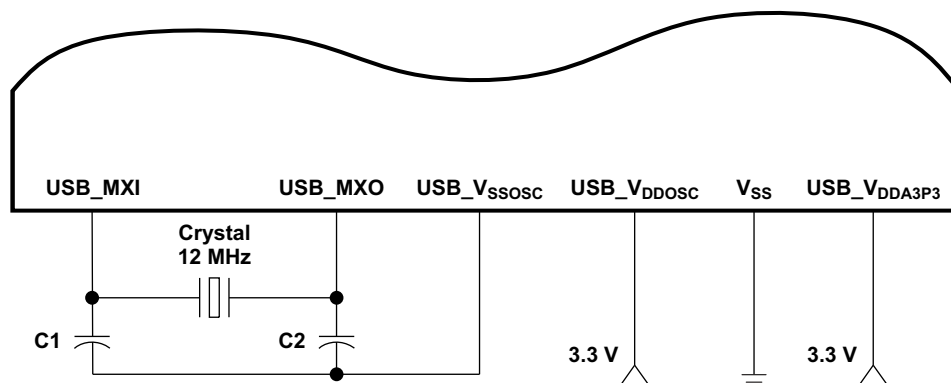 USB_MXI USB_MXO USB_VSSOSC USB_VDDOSC VSS USB_VDDA3P3
Crystal
12 MHz
C1 C2
3.3 V 3.3 V